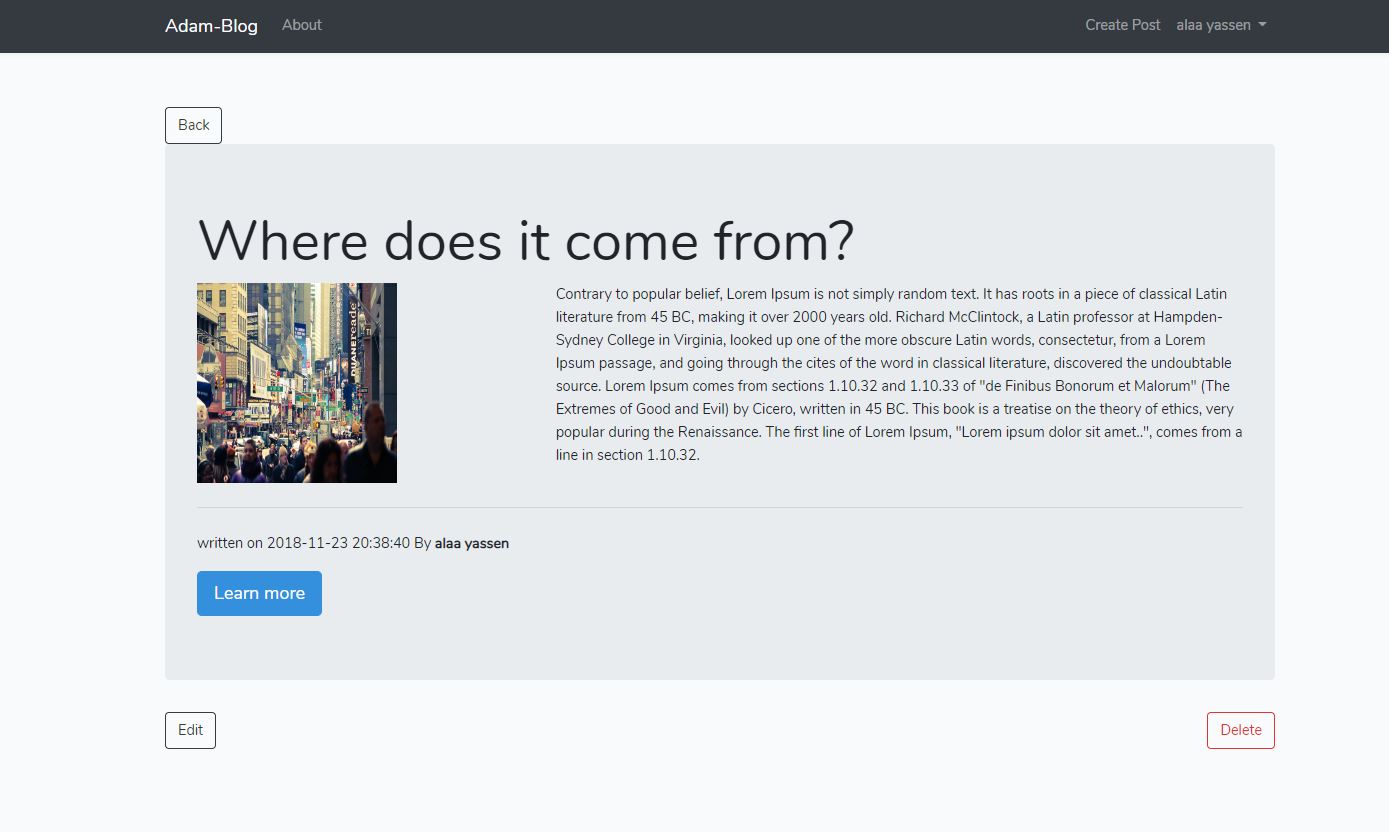 Adam-Blog About Create Post alaa yassen
Back
Where does it come from?
DUANEreade
Contrary to popular belief, Lorem Ipsum is not simply random text. It has roots in a piece of classical Latin
literature from 45 BC, making it over 2000 years old. Richard McClintock, a Latin professor at Hampden-
Sydney College in Virginia, looked up one of the more obscure Latin words, consectetur, from a Lorem
Ipsum passage, and going through the cites of the word in classical literature, discovered the undoubtable
source. Lorem Ipsum comes from sections 1.10.32 and 1.10.33 of "de Finibus Bonorum et Malorum" (The
Extremes of Good and Evil) by Cicero, written in 45 BC. This book is a treatise on the theory of ethics, very
popular during the Renaissance. The first line of Lorem Ipsum, "Lorem ipsum dolor sit amet..", comes from a
line in section 1.10.32.
written on 2018-11-23 20:38:40 By alaa yassen
Learn more
Edit Delete